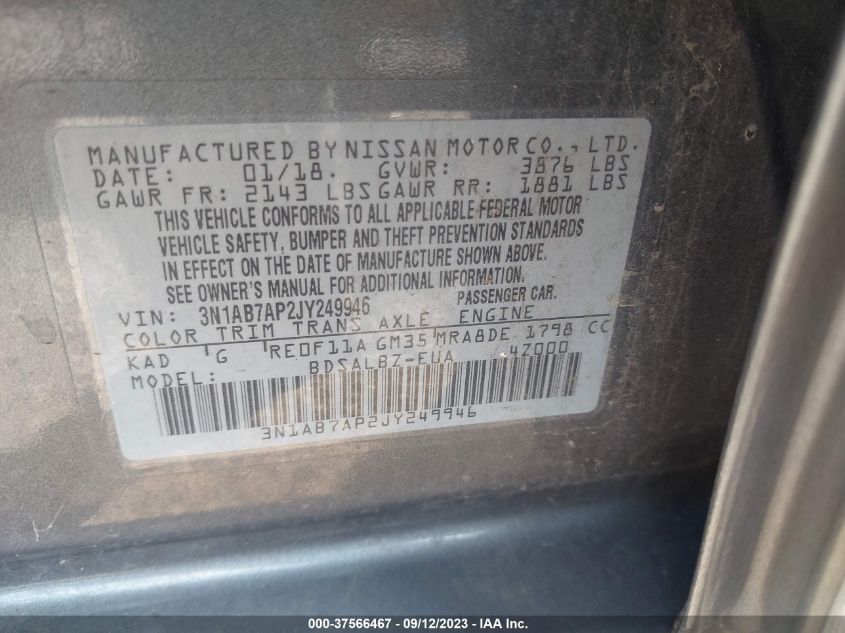 MANUFACTURED BY NISSAN MOTOR CO., LTD.
DATE: 01/18. GVWR: 3876 LBS
GAWR FR: 2143 LBS GAWR RR: 1881 LBS
THIS VEHICLE CONFORMS TO ALL APPLICABLE FEDERAL MOTOR
VEHICLE SAFETY, BUMPER AND THEFT PREVENTION STANDARDS
IN EFFECT ON THE DATE OF MANUFACTURE SHOWN ABOVE.
SEE OWNER'S MANUAL FOR ADDITIONAL INFORMATION.
VIN: 3N1AB7AP2JY249946 PASSENGER CAR.
COLOR TRIM TRANS AXLE ENGINE
KAD G RE0F11A GM35 MRA8DE 1798 CC
MODEL: BDSALBZ-EUA 4Z000
3N1AB7AP2JY249946
000-37566467 - 09/12/2023 - IAA Inc.